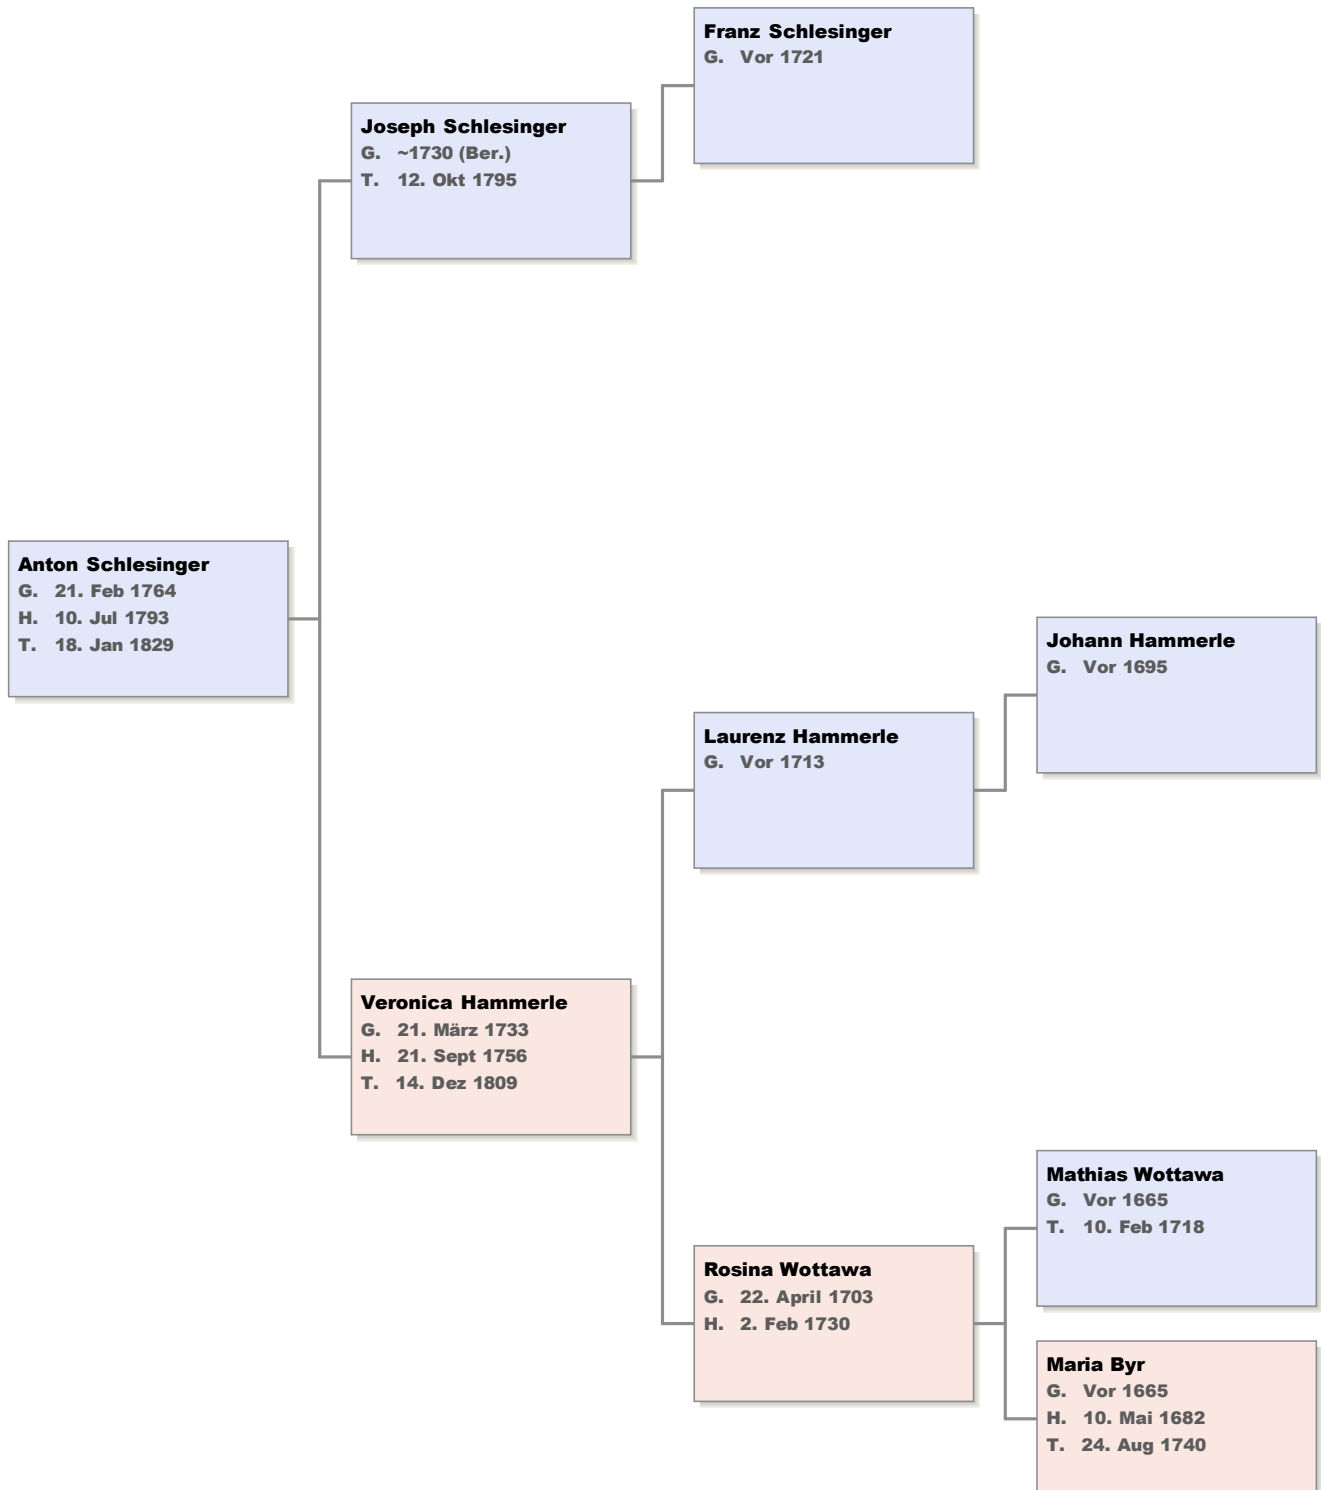 Franz Schlesinger
G. Vor 1721
Joseph Schlesinger
G. ~1730 (Ber.)
T. 12. Okt 1795
Anton Schlesinger
G. 21. Feb 1764
H. 10. Jul 1793
T. 18. Jan 1829
Johann Hammerle
G. Vor 1695
Laurenz Hammerle
G. Vor 1713
Veronica Hammerle
G. 21. März 1733
H. 21. Sept 1756
T. 14. Dez 1809
Mathias Wottawa
G. Vor 1665
T. 10. Feb 1718
Rosina Wottawa
G. 22. April 1703
H. 2. Feb 1730
Maria Byr
G. Vor 1665
H. 10. Mai 1682
T. 24. Aug 1740